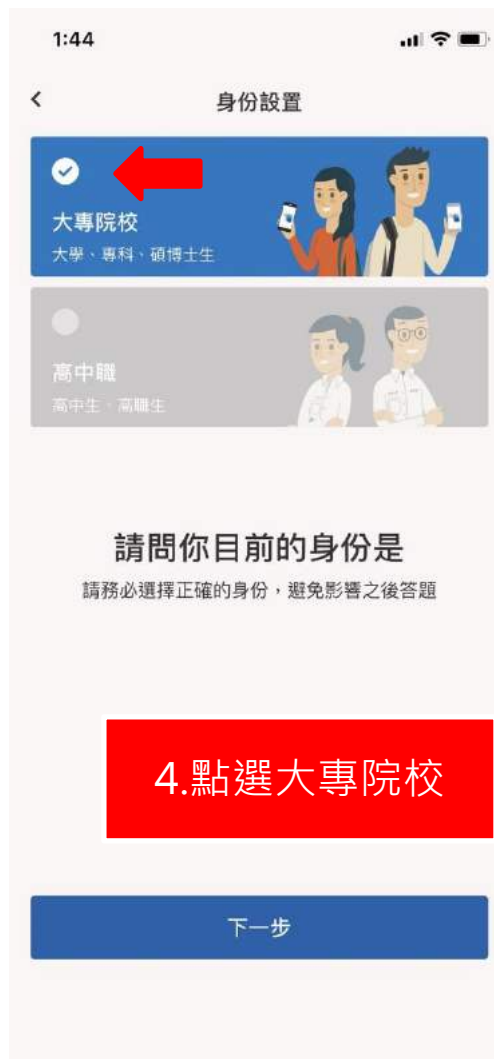 1:44
身份設置
大專院校
大學、專科、碩博士生
高中職
高中生、高職生
請問你目前的身份是
請務必選擇正確的身份，避免影響之後答題
4.點選大專院校
下一步